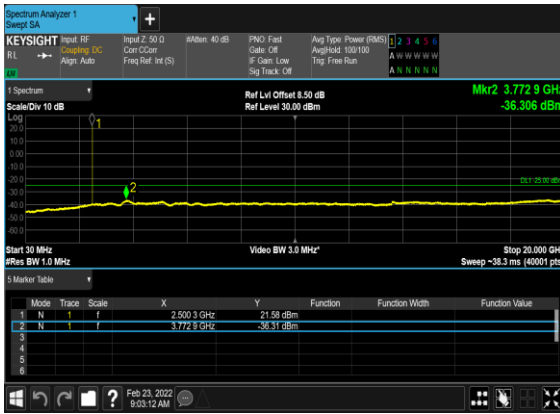 Spectrum Analyzer 1
Swept SA
+
KEYSIGHT Input: RF Input Z: 50 Ω #Atten: 40 dB PNO: Fast Avg Type: Power (RMS) 1 2 3 4 5 6
RL Coupling: DC Corr CCorr Gate: Off Avg|Hold: 100/100 A W W W W W
Align: Auto Freq Ref: Int (S) IF Gain: Low Trig: Free Run
Sig Track: Off A N N N N N
1 Spectrum Ref Lvl Offset 8.50 dB Mkr2 3.772 9 GHz
Scale/Div 10 dB Ref Level 30.00 dBm -36.306 dBm
Log
20.0
10.0
0.00
-10.0
-20.0
-30.0
-40.0
-50.0
-60.0
1
2
DL1 -25.00 dBm
Start 30 MHz Video BW 3.0 MHz* Stop 20.000 GHz
#Res BW 1.0 MHz Sweep ~38.3 ms (40001 pts)
5 Marker Table
Mode Trace Scale X Y Function Function Width Function Value
1 N 1 f 2.500 3 GHz 21.58 dBm
2 N 1 f 3.772 9 GHz -36.31 dBm
3
4
5
6
? Feb 23, 2022
9:03:12 AM